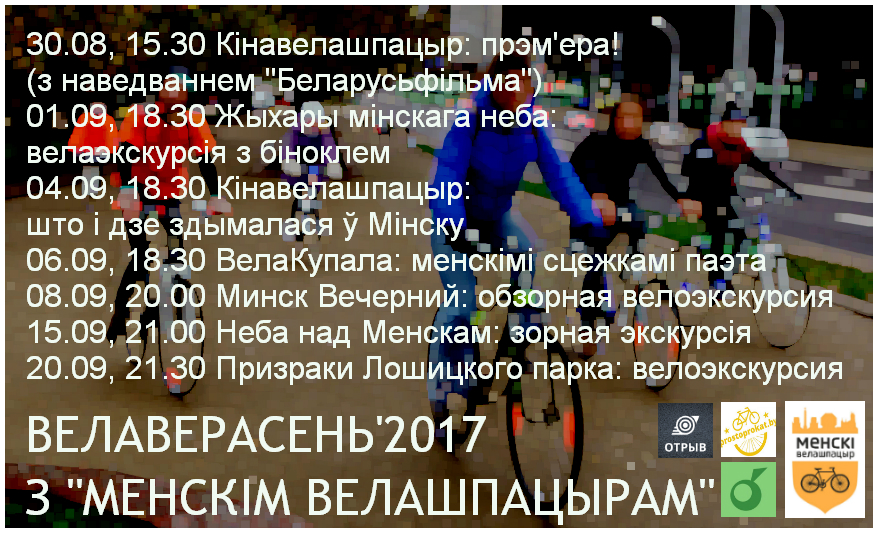 30.08, 15.30 Кінавелашпацыр: прэм'ера!
(з наведваннем "Беларусьфільма")
01.09, 18.30 Жыхары мінскага неба:
велаэкскурсія з біноклем
04.09, 18.30 Кінавелашпацыр:
што і дзе здымалася ў Мінску
06.09, 18.30 ВелаКупала: менскімі сцежкамі паэта
08.09, 20.00 Минск Вечерний: обзорная велоэкскурсия
15.09, 21.00 Неба над Менскам: зорная экскурсія
20.09, 21.30 Призраки Лошицкого парка: велоэкскурсия
ВЕЛАВЕРАСЕНЬ'2017
З "МЕНСКІМ ВЕЛАШПАЦЫРАМ"
ОТРЫВ
prostoprokat.by
МЕНСКІ
велашпацыр